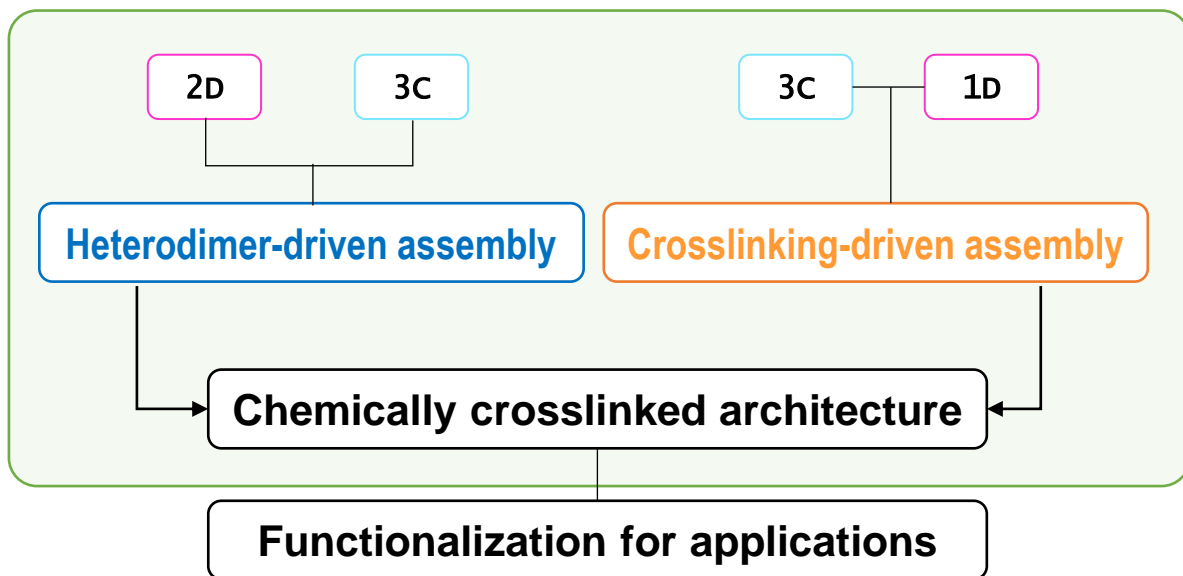 2D
3C
3C
1D
Heterodimer-driven assembly
Crosslinking-driven assembly
Chemically crosslinked architecture
Functionalization for applications